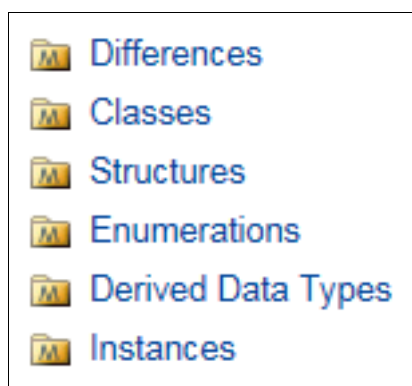 Differences
Classes
Structures
Enumerations
Derived Data Types
Instances